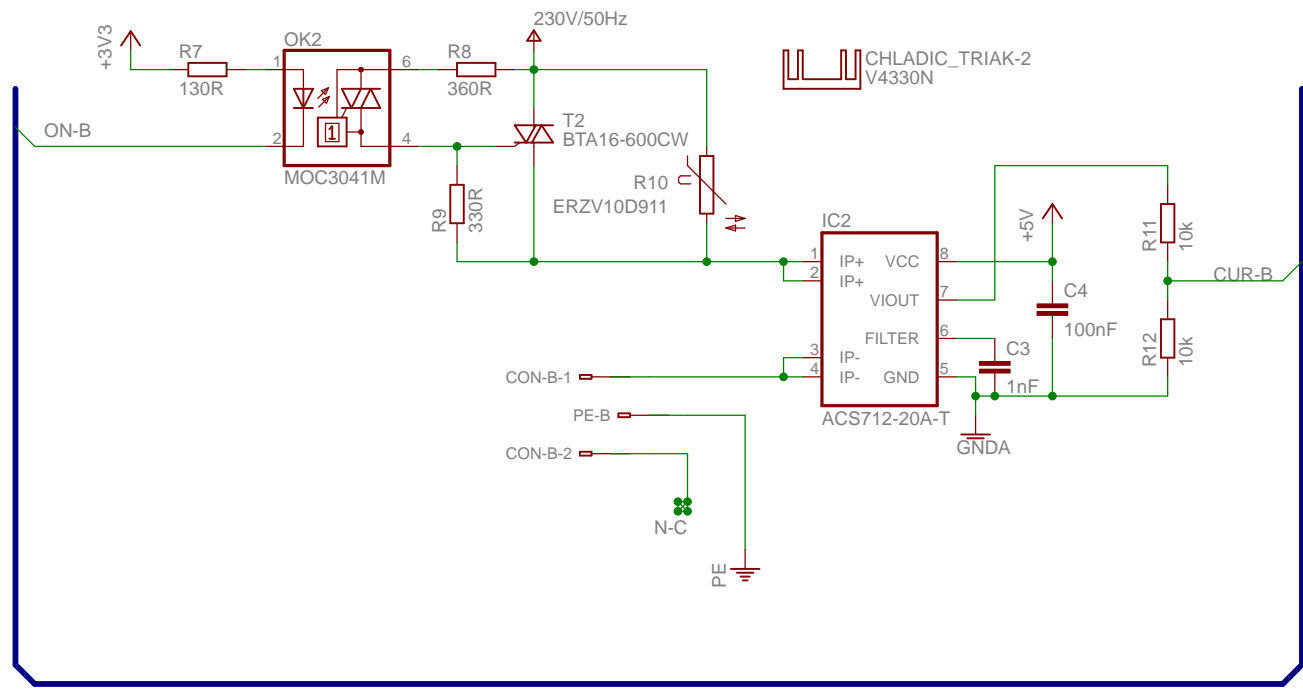 230V/50Hz
+3V3
R7
130R
OK2
1
2
6
4
1
MOC3041M
R8
360R
CHLADIC_TRIAK-2
V4330N
ON-B
T2
BTA16-600CW
R9
330R
R10
ERZV10D911
IC2
1
2
3
4
IP+
IP+
IP-
IP-
VCC
VIOUT
FILTER
GND
8
7
6
5
ACS712-20A-T
+5V
C4
100nF
C3
1nF
GNDA
R11
10k
R12
10k
CUR-B
CON-B-1
PE-B
CON-B-2
N-C
PE